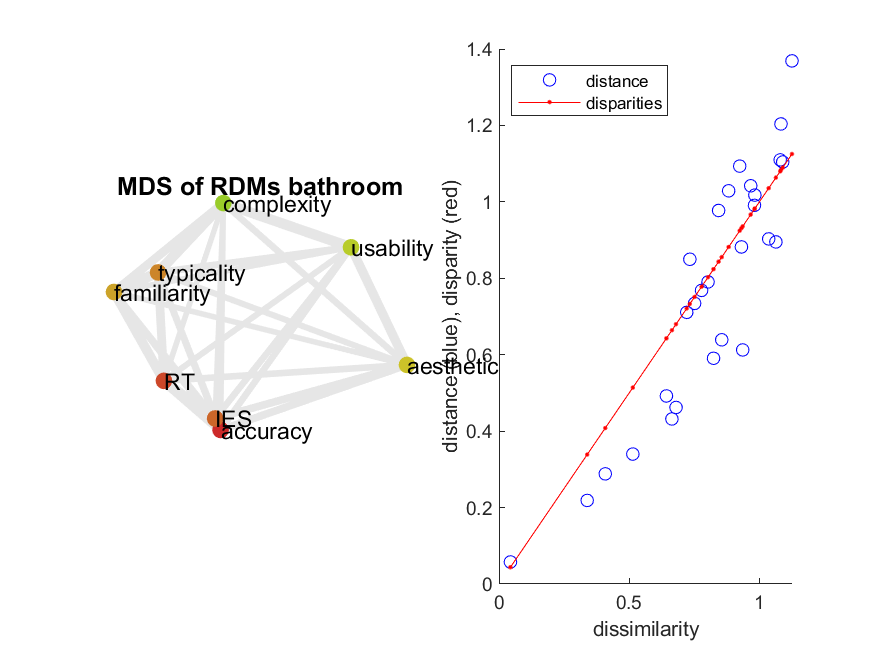 MDS of RDMs bathroom
complexity
usability
typicality
familiarity
aesthetic
RT
IES
accuracy
distance (blue), disparity (red)
1.4
1.2
1
0.8
0.6
0.4
0.2
0
distance
disparities
0
0.5
1
dissimilarity